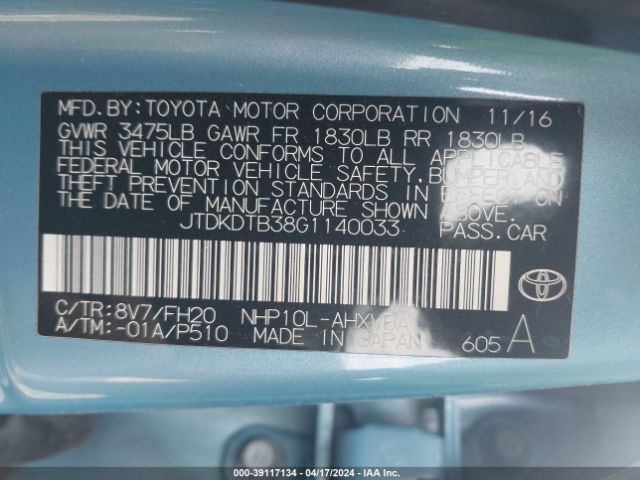 MFD.BY:TOYOTA MOTOR CORPORATION 11/16
GVWR 3475LB GAWR FR 1830LB RR 1830LB
THIS VEHICLE CONFORMS TO ALL APPLICABLE
FEDERAL MOTOR VEHICLE SAFETY,BUMPER,AND
THEFT PREVENTION STANDARDS IN EFFECT ON
THE DATE OF MANUFACTURE SHOWN ABOVE.
JTDKDTB38G1140033 PASS.CAR
C/TR:8V7/FH20 NHP10L-AHXVBA
A/TM:-01A/P510 MADE IN JAPAN 605 A
000-39117134 - 04/17/2024 - IAA Inc.